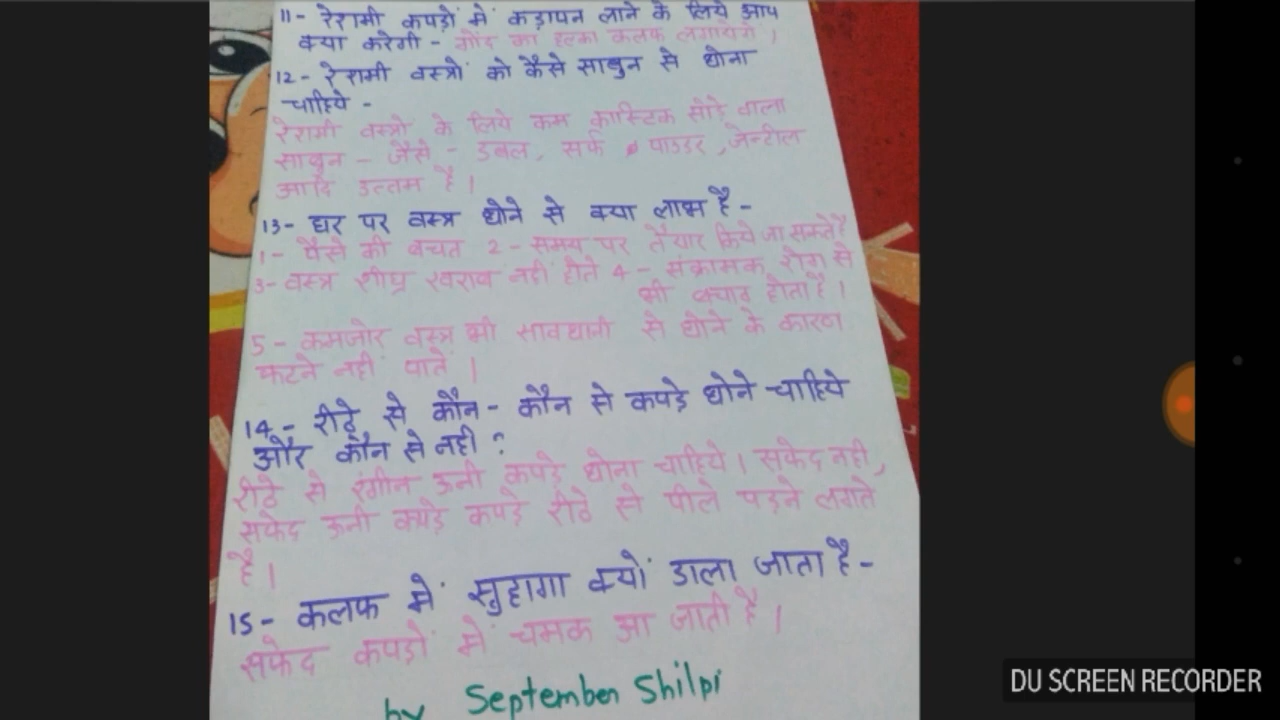 11- रेशमी कपड़ों में कड़ापन लाने के लिये आप
क्या करेगी - गोंद का हल्का कलफ लगायेगे।
12- रेशमी वस्त्रों को कैसे साबुन से धोना
चाहिये -
रेशमी वस्त्रो के लिये कम कास्टिक सोडे वाला
साबुन - जैसे - डबल, सर्फ पाउडर, जेन्टील
आदि उत्तम है।
13- घर पर वस्त्र धोने से क्या लाभ है-
1- पैसे की बचत 2- समय पर तैयार किये जा सकते है
3- वस्त्र शीघ्र खराब नहीं होते 4- संक्रामक रोग से
भी बचाव होता है।
5- कमजोर वस्त्र भी सावधानी से धोने के कारण
फटने नहीं पाते।
14- रीठे से कौन-कौन से कपड़े धोने चाहिये
और कौन से नही ?
रीठे से रंगीन ऊनी कपड़े धोना चाहिये। सफेद नही,
सफेद ऊनी कपड़े कपड़े रीठे से पीले पड़ने लगते
है।
15- कलफ में सुहागा क्यों डाला जाता है-
सफेद कपड़ों में चमक आ जाती है।
by September Shilpi
DU SCREEN RECORDER